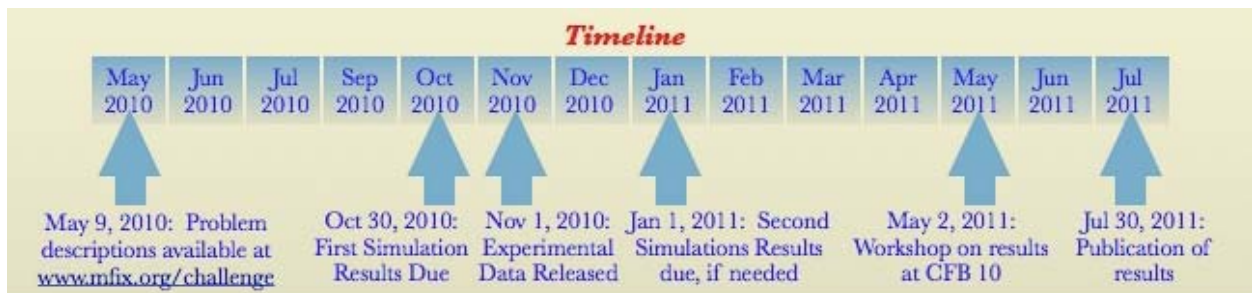 Timeline
May Jun Jul Sep Oct Nov Dec Jan Feb Mar Apr May Jun Jul
2010 2010 2010 2010 2010 2010 2010 2011 2011 2011 2011 2011 2011 2011
May 9, 2010: Problem
descriptions available at
www.mfix.org/challenge
Oct 30, 2010:
First Simulation
Results Due
Nov 1, 2010:
Experimental
Data Released
Jan 1, 2011: Second
Simulations Results
due, if needed
May 2, 2011:
Workshop on results
at CFB 10
Jul 30, 2011:
Publication of
results